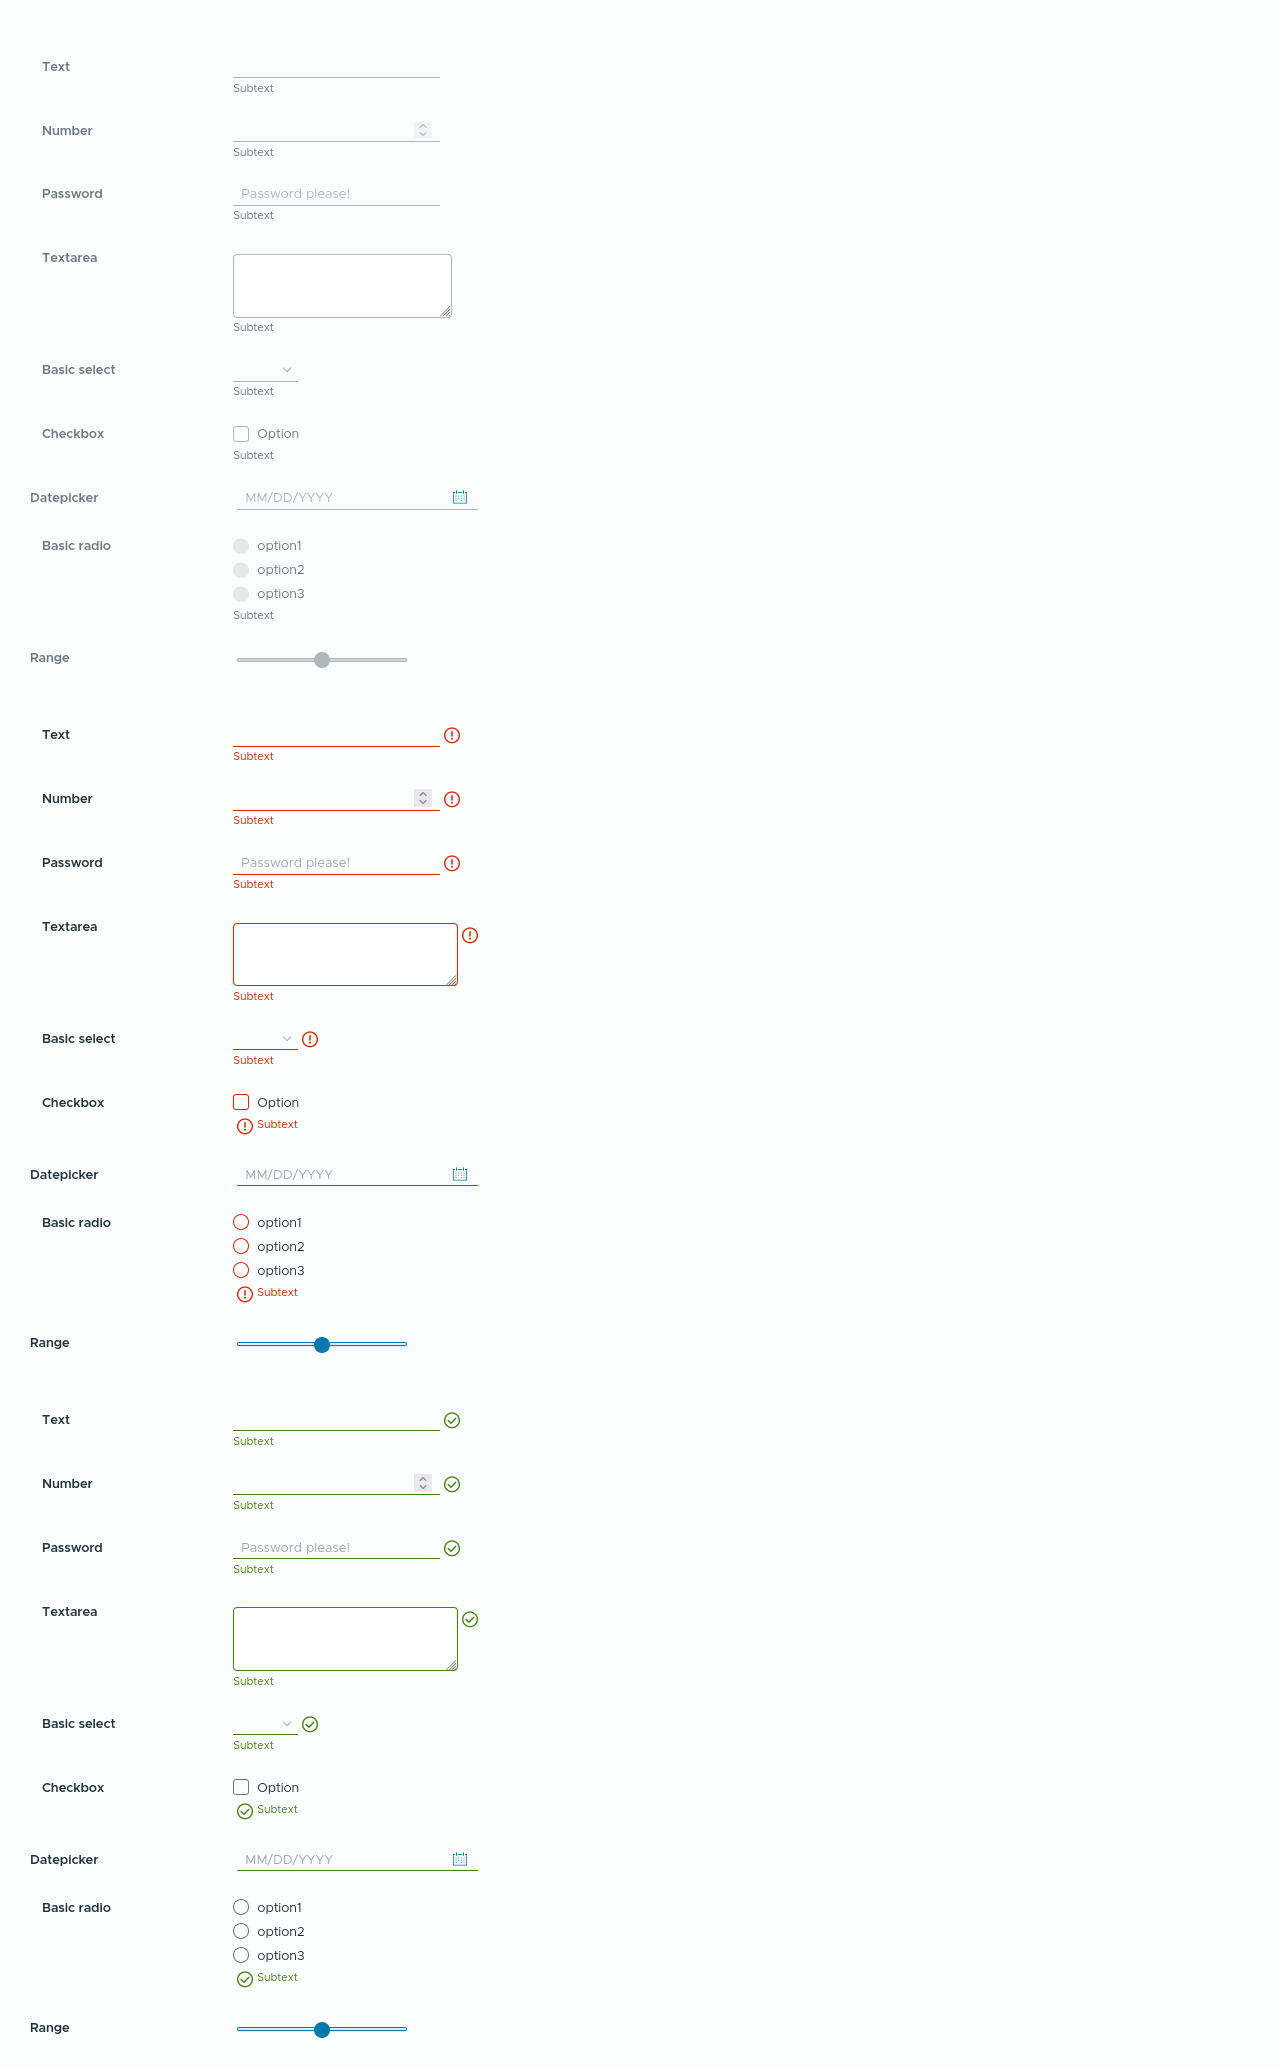 Text
Subtext
Number
Subtext
Password Password please!
Subtext
Textarea
Subtext
Basic select
Subtext
Checkbox Option
Subtext
Datepicker MM/DD/YYYY
Basic radio option1
option2
option3
Subtext
Range
Text
Subtext
Number
Subtext
Password Password please!
Subtext
Textarea
Subtext
Basic select
Subtext
Checkbox Option
Subtext
Datepicker MM/DD/YYYY
Basic radio option1
option2
option3
Subtext
Range
Text
Subtext
Number
Subtext
Password Password please!
Subtext
Textarea
Subtext
Basic select
Subtext
Checkbox Option
Subtext
Datepicker MM/DD/YYYY
Basic radio option1
option2
option3
Subtext
Range